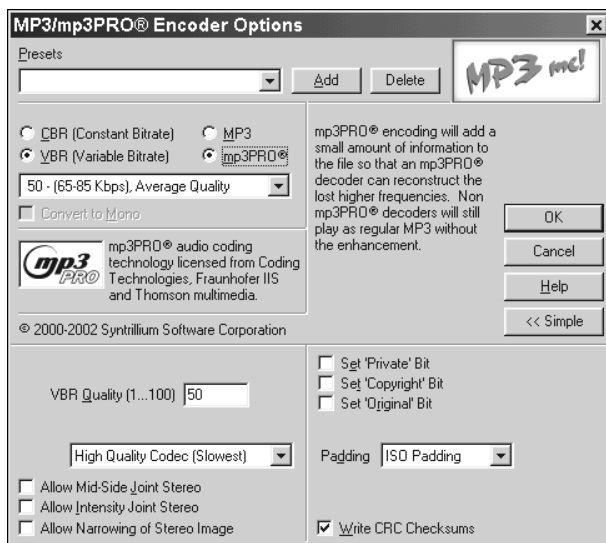 MP3/mp3PRO® Encoder Options
Presets
Add
Delete
MP3 me!
CBR (Constant Bitrate)
MP3
VBR (Variable Bitrate)
mp3PRO®
50 - (65-85 Kbps), Average Quality
Convert to Mono
mp3PRO® encoding will add a
small amount of information to
the file so that an mp3PRO®
decoder can reconstruct the
lost higher frequencies. Non
mp3PRO® decoders will still
play as regular MP3 without
the enhancement.
OK
Cancel
Help
<< Simple
mp3
PRO
mp3PRO® audio coding
technology licensed from Coding
Technologies, Fraunhofer IIS
and Thomson multimedia.
© 2000-2002 Syntrillium Software Corporation
VBR Quality (1...100) 50
High Quality Codec (Slowest)
Allow Mid-Side Joint Stereo
Allow Intensity Joint Stereo
Allow Narrowing of Stereo Image
Set 'Private' Bit
Set 'Copyright' Bit
Set 'Original' Bit
Padding ISO Padding
Write CRC Checksums